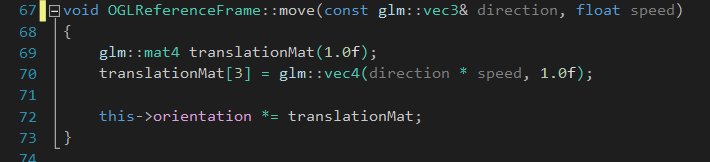 67 void OGLReferenceFrame::move(const glm::vec3& direction, float speed)
68 {
69     glm::mat4 translationMat(1.0f);
70     translationMat[3] = glm::vec4(direction * speed, 1.0f);
71
72     this->orientation *= translationMat;
73 }
74